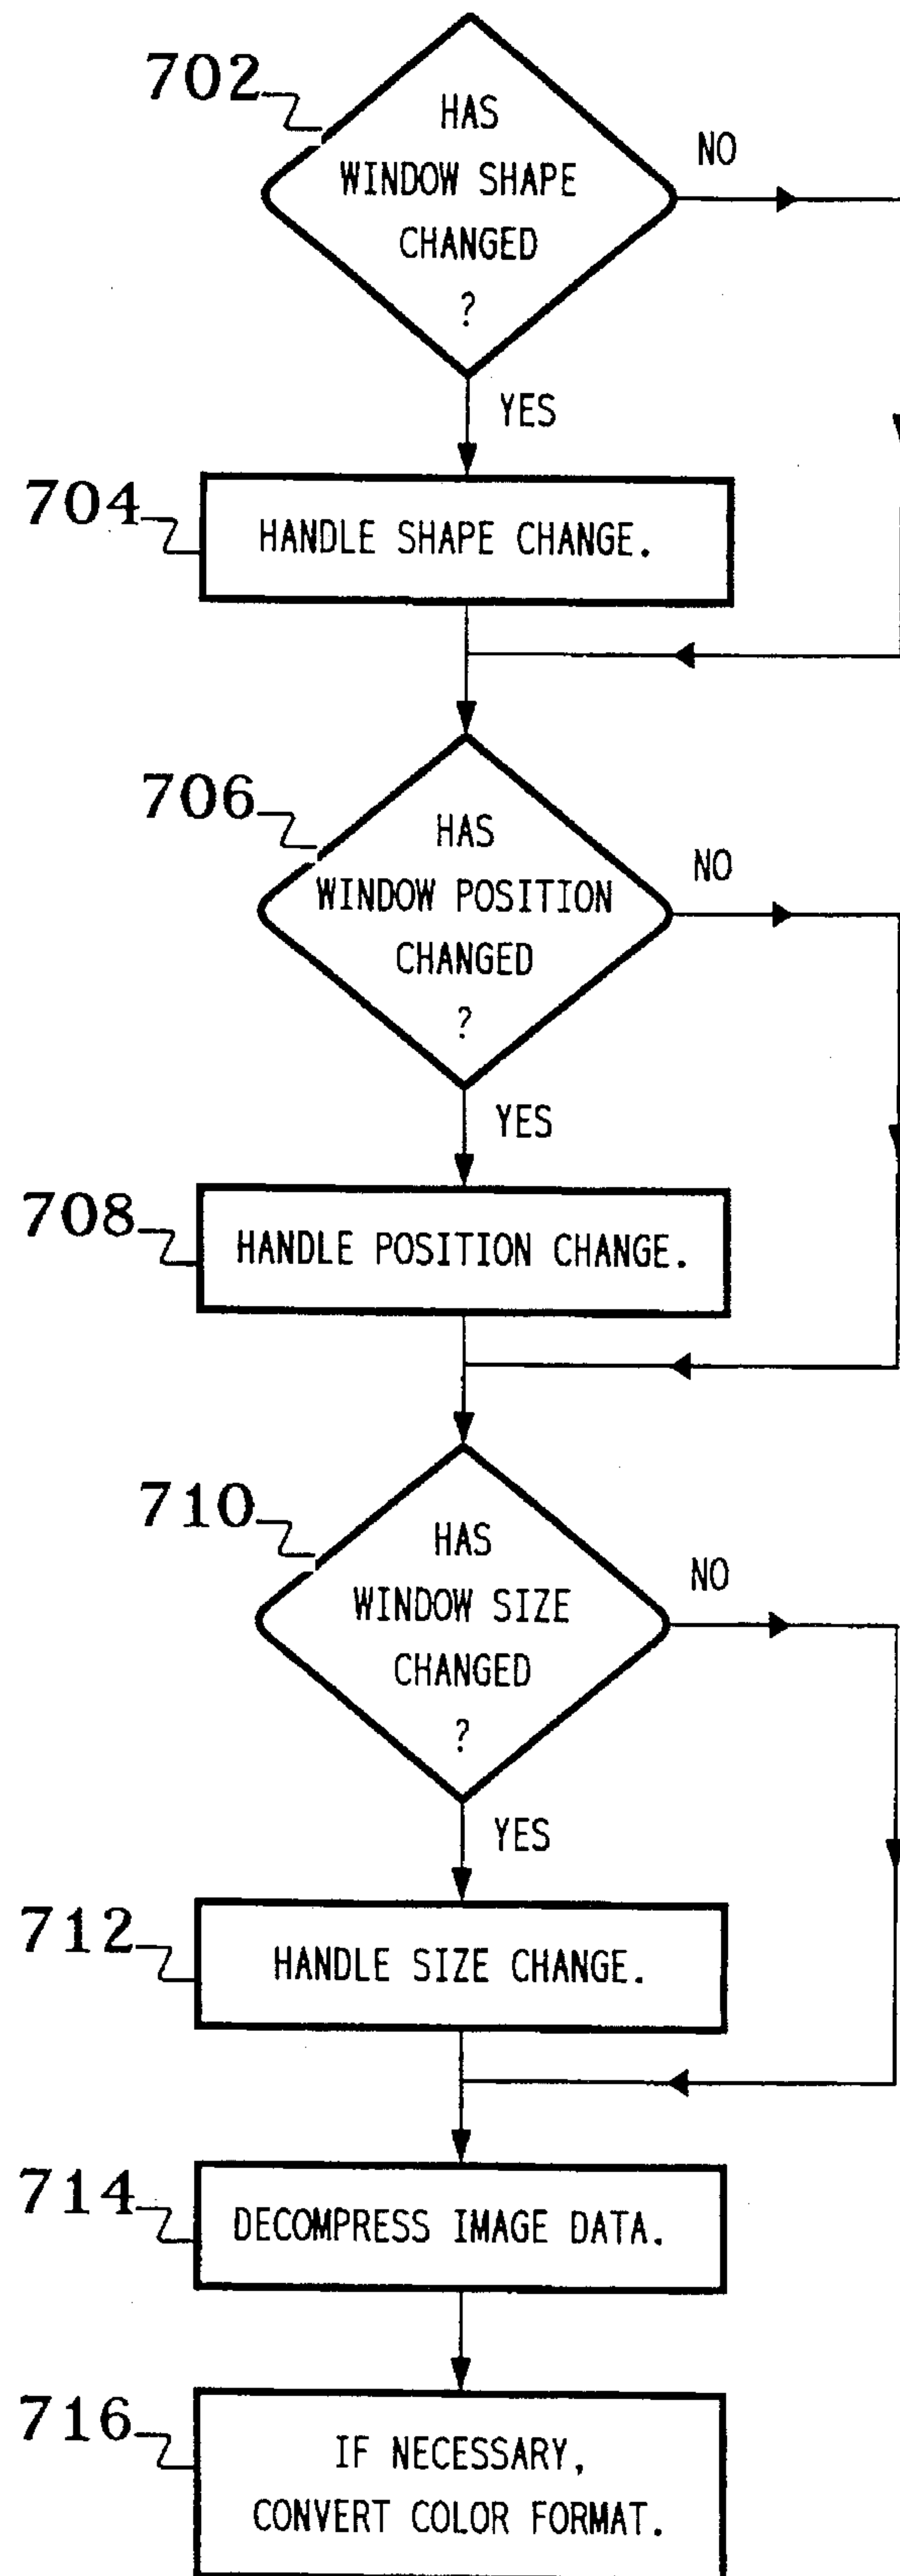 702
HAS
WINDOW SHAPE
CHANGED
?
NO
YES
704
HANDLE SHAPE CHANGE.
706
HAS
WINDOW POSITION
CHANGED
?
NO
YES
708
HANDLE POSITION CHANGE.
710
HAS
WINDOW SIZE
CHANGED
?
NO
YES
712
HANDLE SIZE CHANGE.
714
DECOMPRESS IMAGE DATA.
716
IF NECESSARY,
CONVERT COLOR FORMAT.